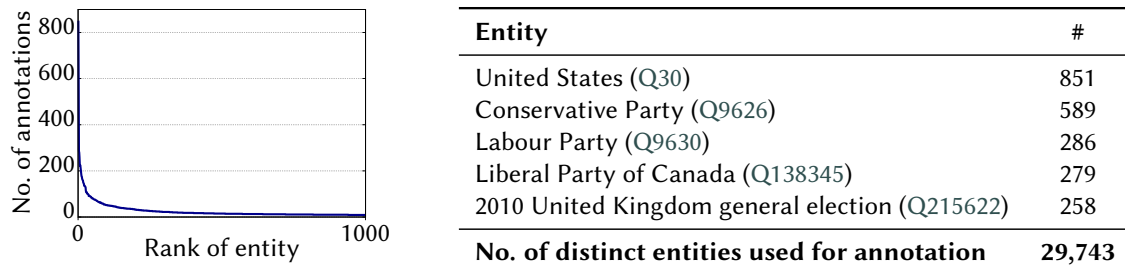 No. of annotations
800
600
400
200
0
0
1000
Rank of entity
Entity #
United States (Q30) 851
Conservative Party (Q9626) 589
Labour Party (Q9630) 286
Liberal Party of Canada (Q138345) 279
2010 United Kingdom general election (Q215622) 258
No. of distinct entities used for annotation 29,743